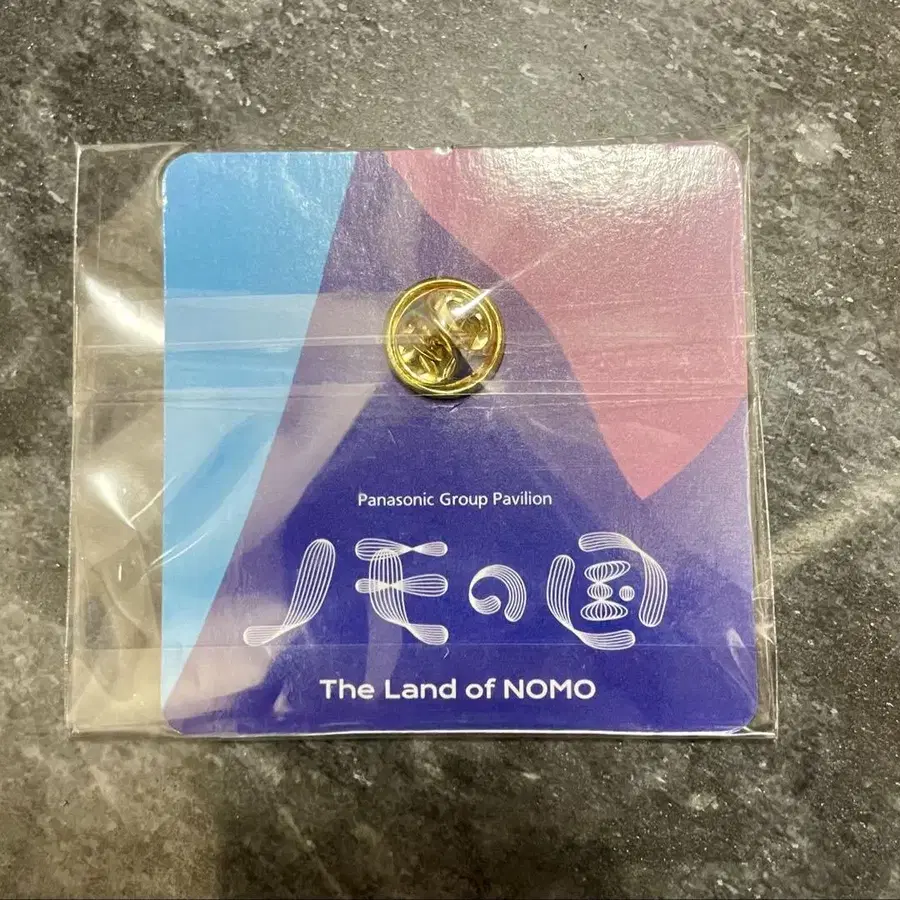 Panasonic Group Pavilion
ノモの国
The Land of NOMO